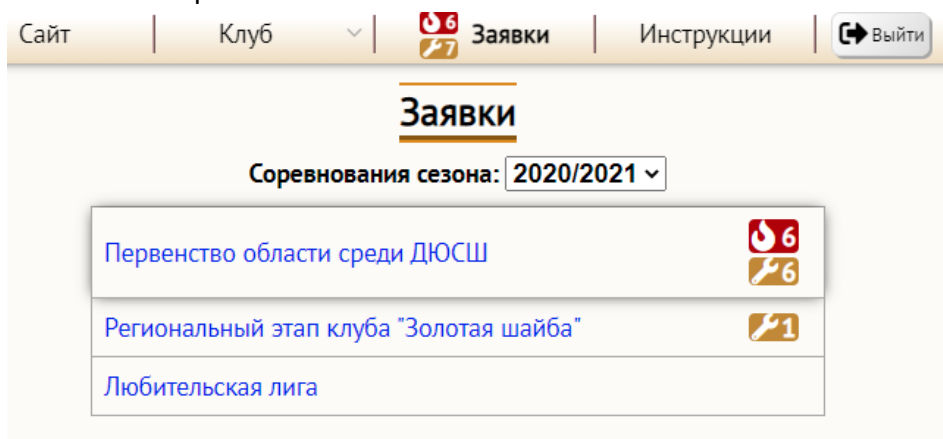 Сайт Клуб 6 7 Заявки Инструкции Выйти
Заявки
Соревнования сезона: 2020/2021
Первенство области среди ДЮСШ 6
6
Региональный этап клуба "Золотая шайба" 1
Любительская лига